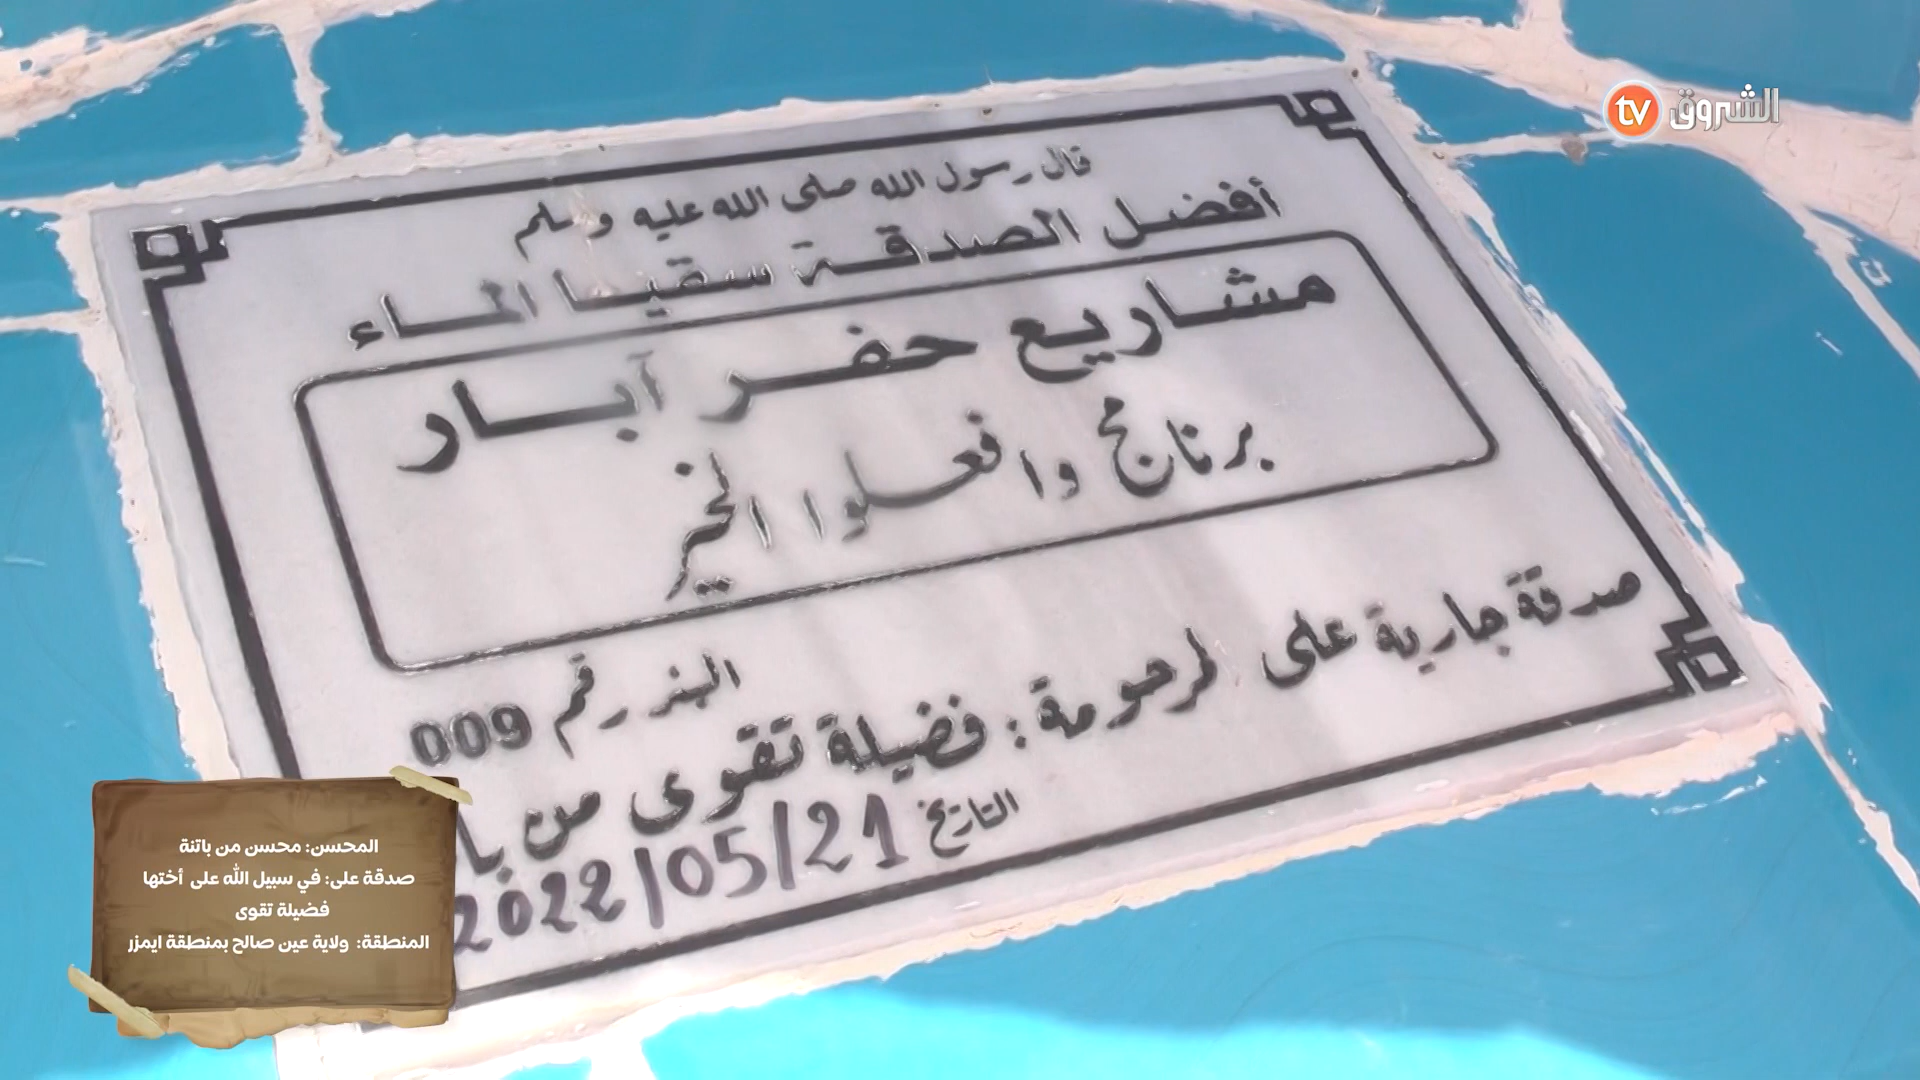 الشروق tv
قال رسول الله صلى الله عليه وسلم
أفضل الصدقة سقيا الماء
مشاريع حفر آبار
برنامج وافعلوا الخير
صدقة جارية على لمرحومة: فضيلة تقوى من با
البئر رقم 009
التاريخ 2022/05/21
المحسن: محسن من باتنة
صدقة على: في سبيل الله على أختها
فضيلة تقوى
المنطقة: ولاية عين صالح بمنطقة ايمزر